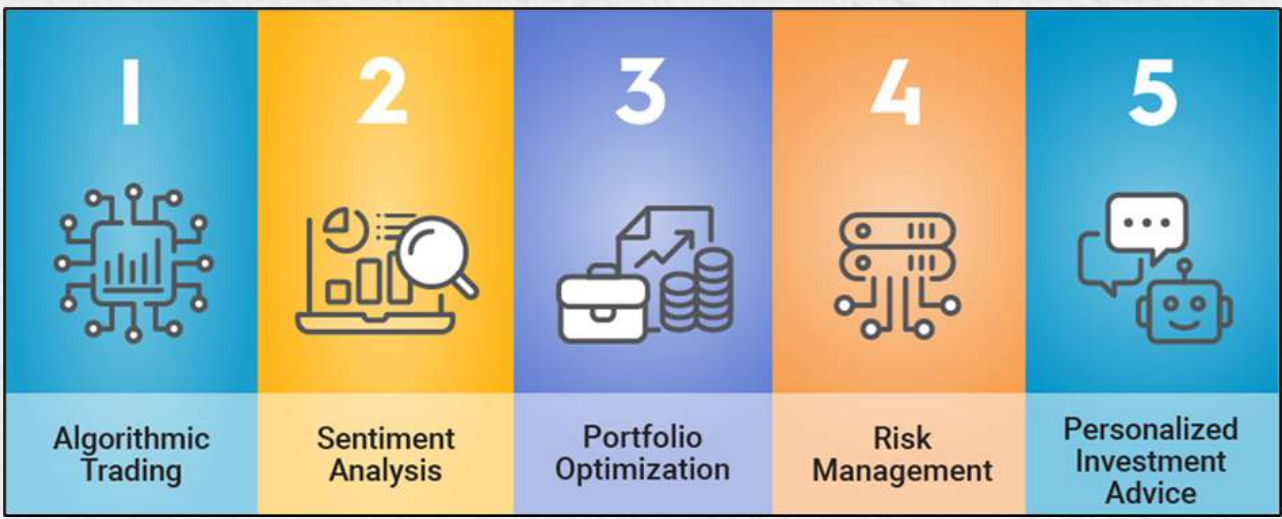 1
Algorithmic
Trading
2
Sentiment
Analysis
3
Portfolio
Optimization
4
Risk
Management
5
Personalized
Investment
Advice